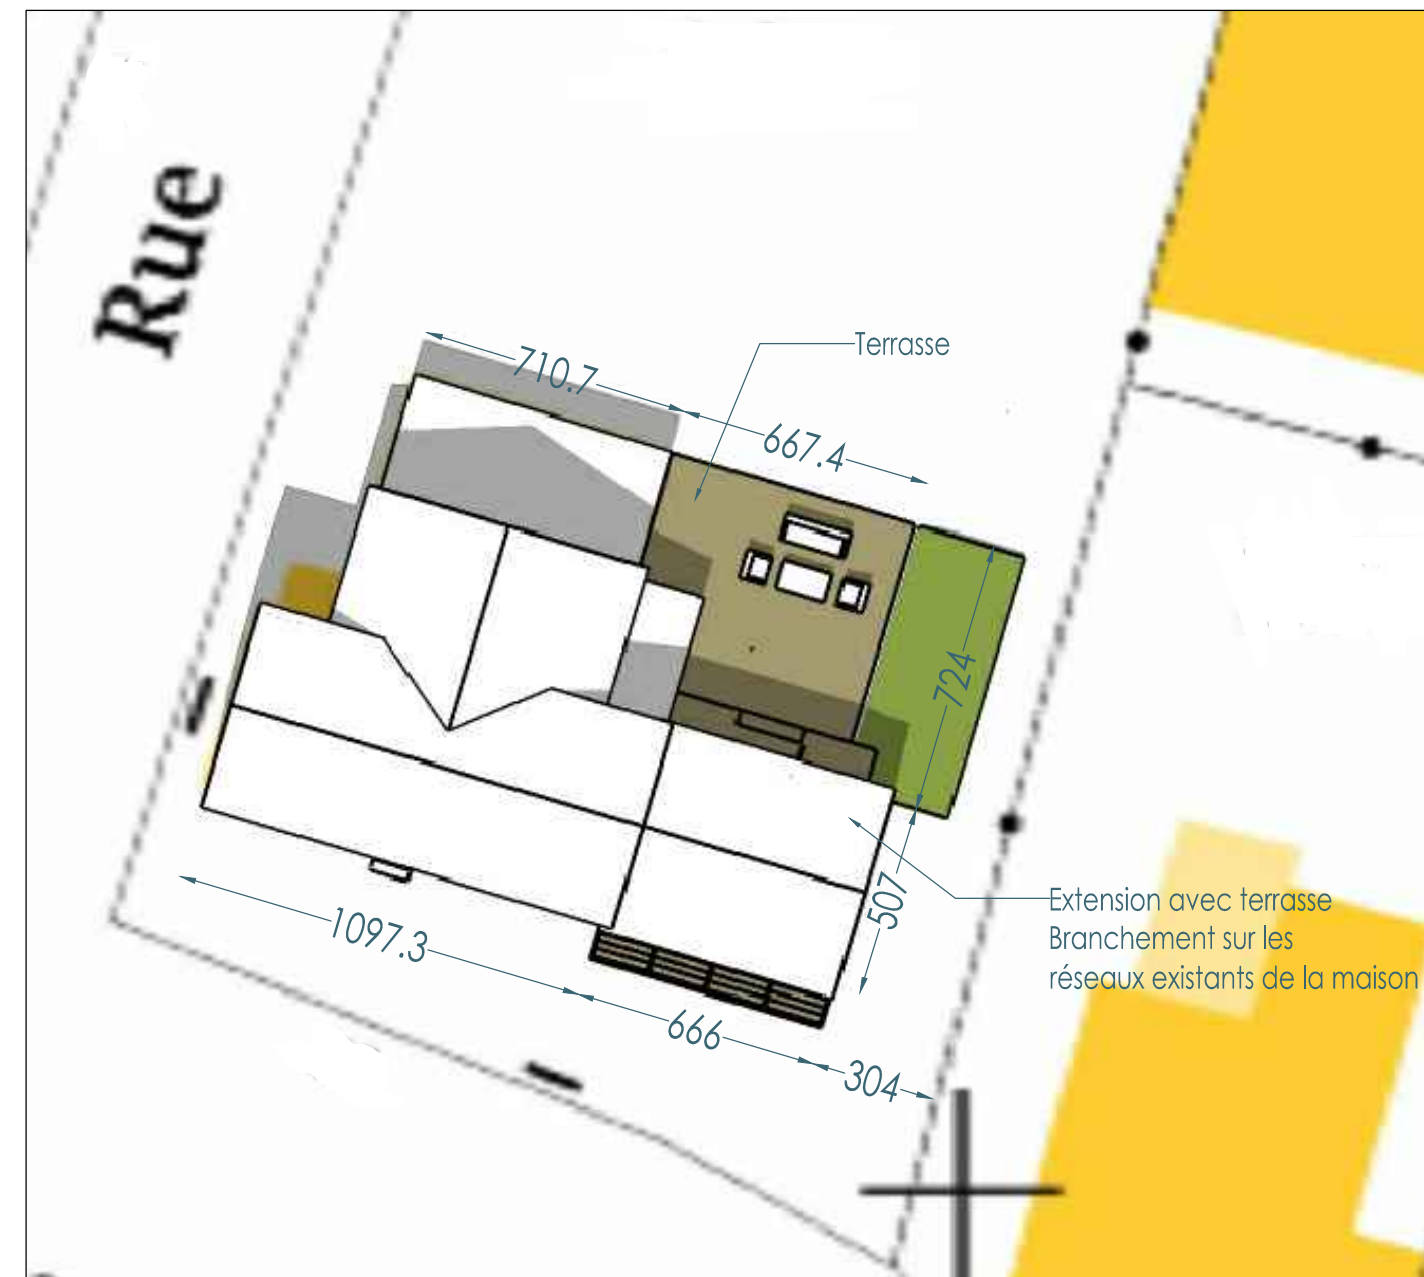 Rue
710.7
Terrasse
667.4
724
507
Extension avec terrasse
Branchement sur les
réseaux existants de la maison
1097.3
666
304